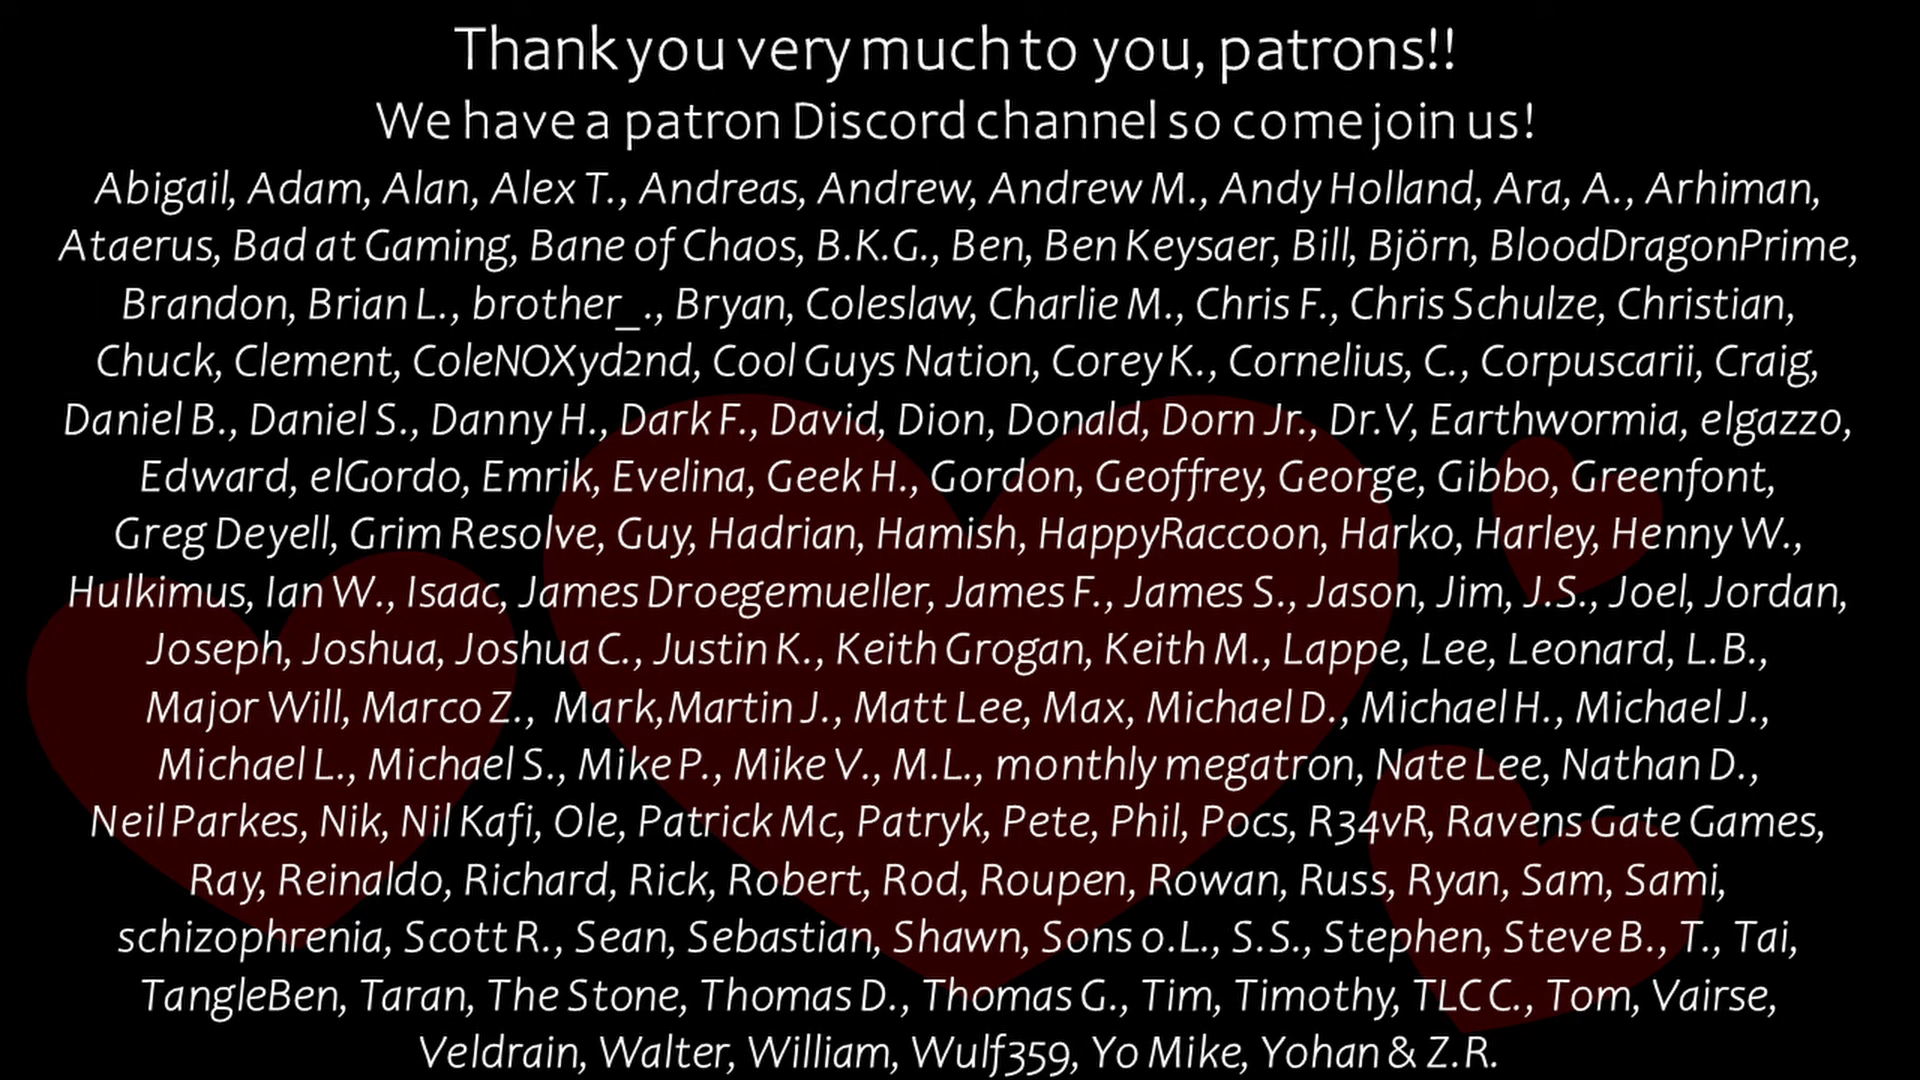 Thank you very much to you, patrons!!
We have a patron Discord channel so come join us!
Abigail, Adam, Alan, Alex T., Andreas, Andrew, Andrew M., Andy Holland, Ara, A., Arhiman,
Ataerus, Bad at Gaming, Bane of Chaos, B.K.G., Ben, Ben Keysaer, Bill, Björn, BloodDragonPrime,
Brandon, Brian L., brother_., Bryan, Coleslaw, Charlie M., Chris F., Chris Schulze, Christian,
Chuck, Clement, ColeNOXyd2nd, Cool Guys Nation, Corey K., Cornelius, C., Corpuscarii, Craig,
Daniel B., Daniel S., Danny H., Dark F., David, Dion, Donald, Dorn Jr., Dr.V, Earthwormia, elgazzo,
Edward, elGordo, Emrik, Evelina, Geek H., Gordon, Geoffrey, George, Gibbo, Greenfont,
Greg Deyell, Grim Resolve, Guy, Hadrian, Hamish, HappyRaccoon, Harko, Harley, Henny W.,
Hulkimus, Ian W., Isaac, James Droegemueller, James F., James S., Jason, Jim, J.S., Joel, Jordan,
Joseph, Joshua, Joshua C., Justin K., Keith Grogan, Keith M., Lappe, Lee, Leonard, L.B.,
Major Will, Marco Z., Mark,Martin J., Matt Lee, Max, Michael D., Michael H., Michael J.,
Michael L., Michael S., Mike P., Mike V., M.L., monthly megatron, Nate Lee, Nathan D.,
Neil Parkes, Nik, Nil Kafi, Ole, Patrick Mc, Patryk, Pete, Phil, Pocs, R34vR, Ravens Gate Games,
Ray, Reinaldo, Richard, Rick, Robert, Rod, Roupen, Rowan, Russ, Ryan, Sam, Sami,
schizophrenia, Scott R., Sean, Sebastian, Shawn, Sons o.L., S.S., Stephen, Steve B., T., Tai,
TangleBen, Taran, The Stone, Thomas D., Thomas G., Tim, Timothy, TLC C., Tom, Vairse,
Veldrain, Walter, William, Wulf359, Yo Mike, Yohan & Z.R.